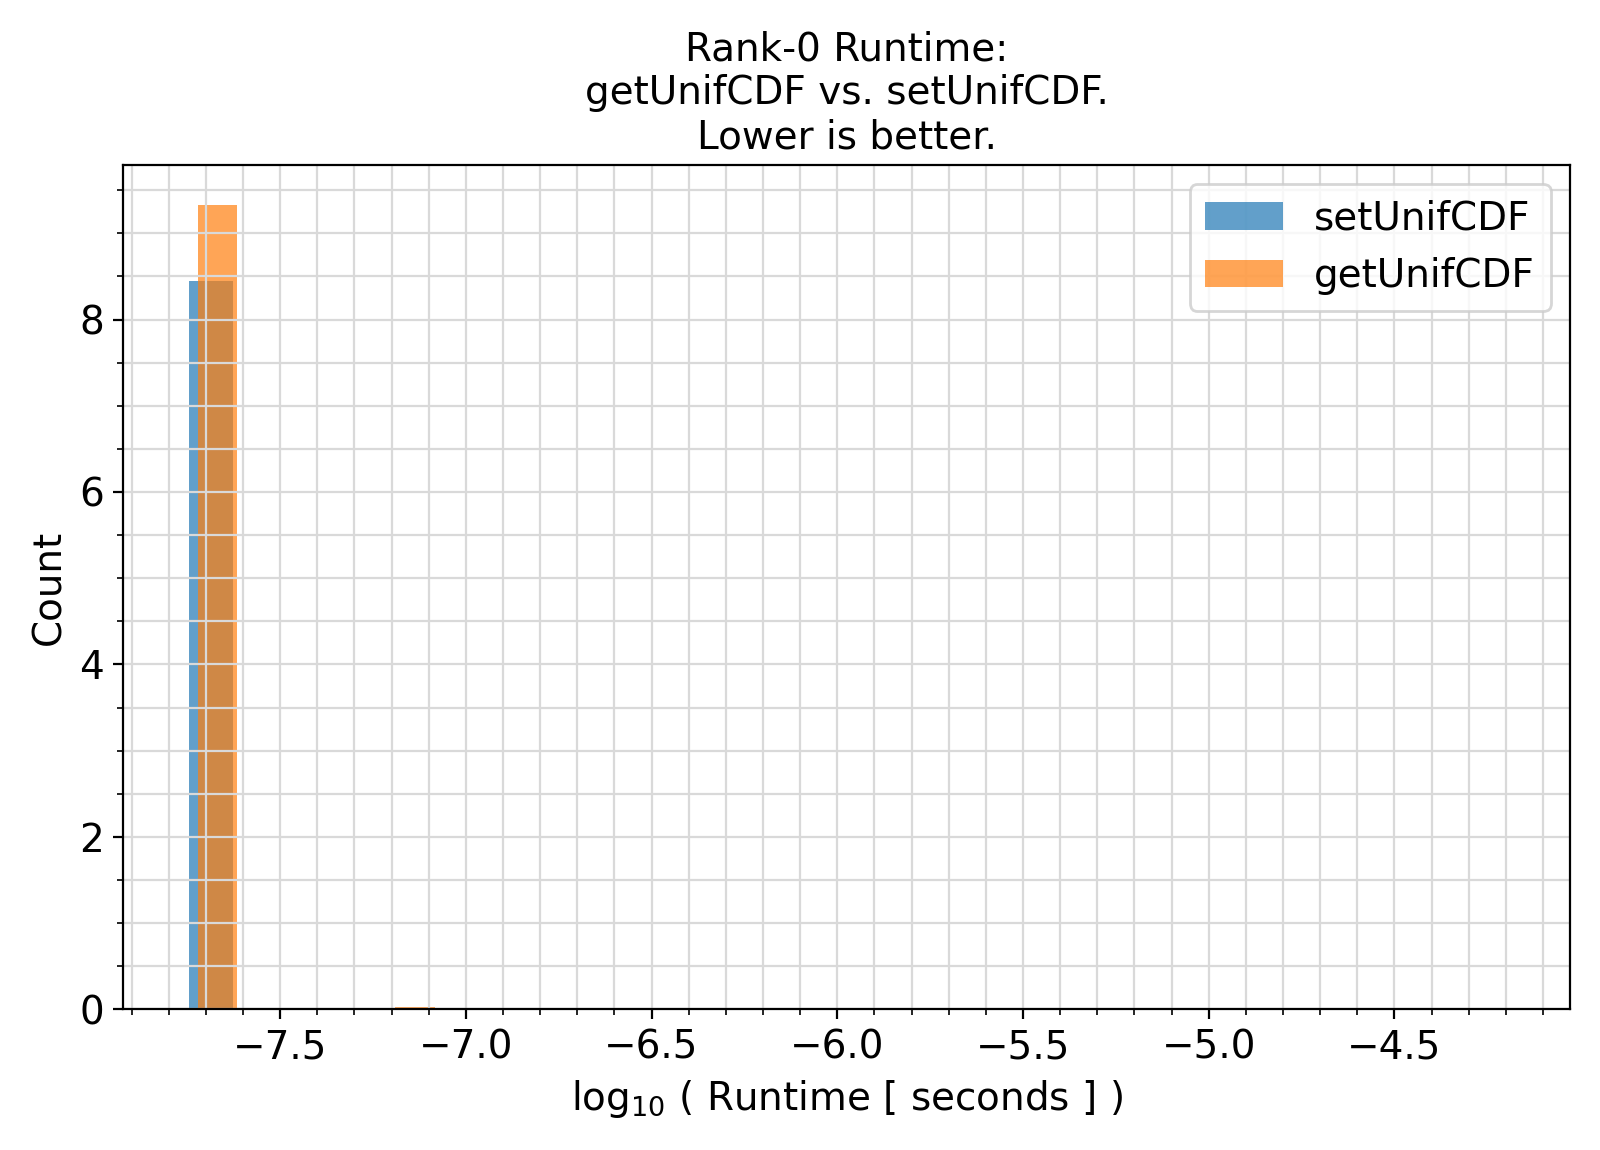 Rank-0 Runtime:
getUnifCDF vs. setUnifCDF.
Lower is better.
setUnifCDF
getUnifCDF
8
6
4
2
0
Count
−7.5 −7.0 −6.5 −6.0 −5.5 −5.0 −4.5
log10 ( Runtime [ seconds ] )